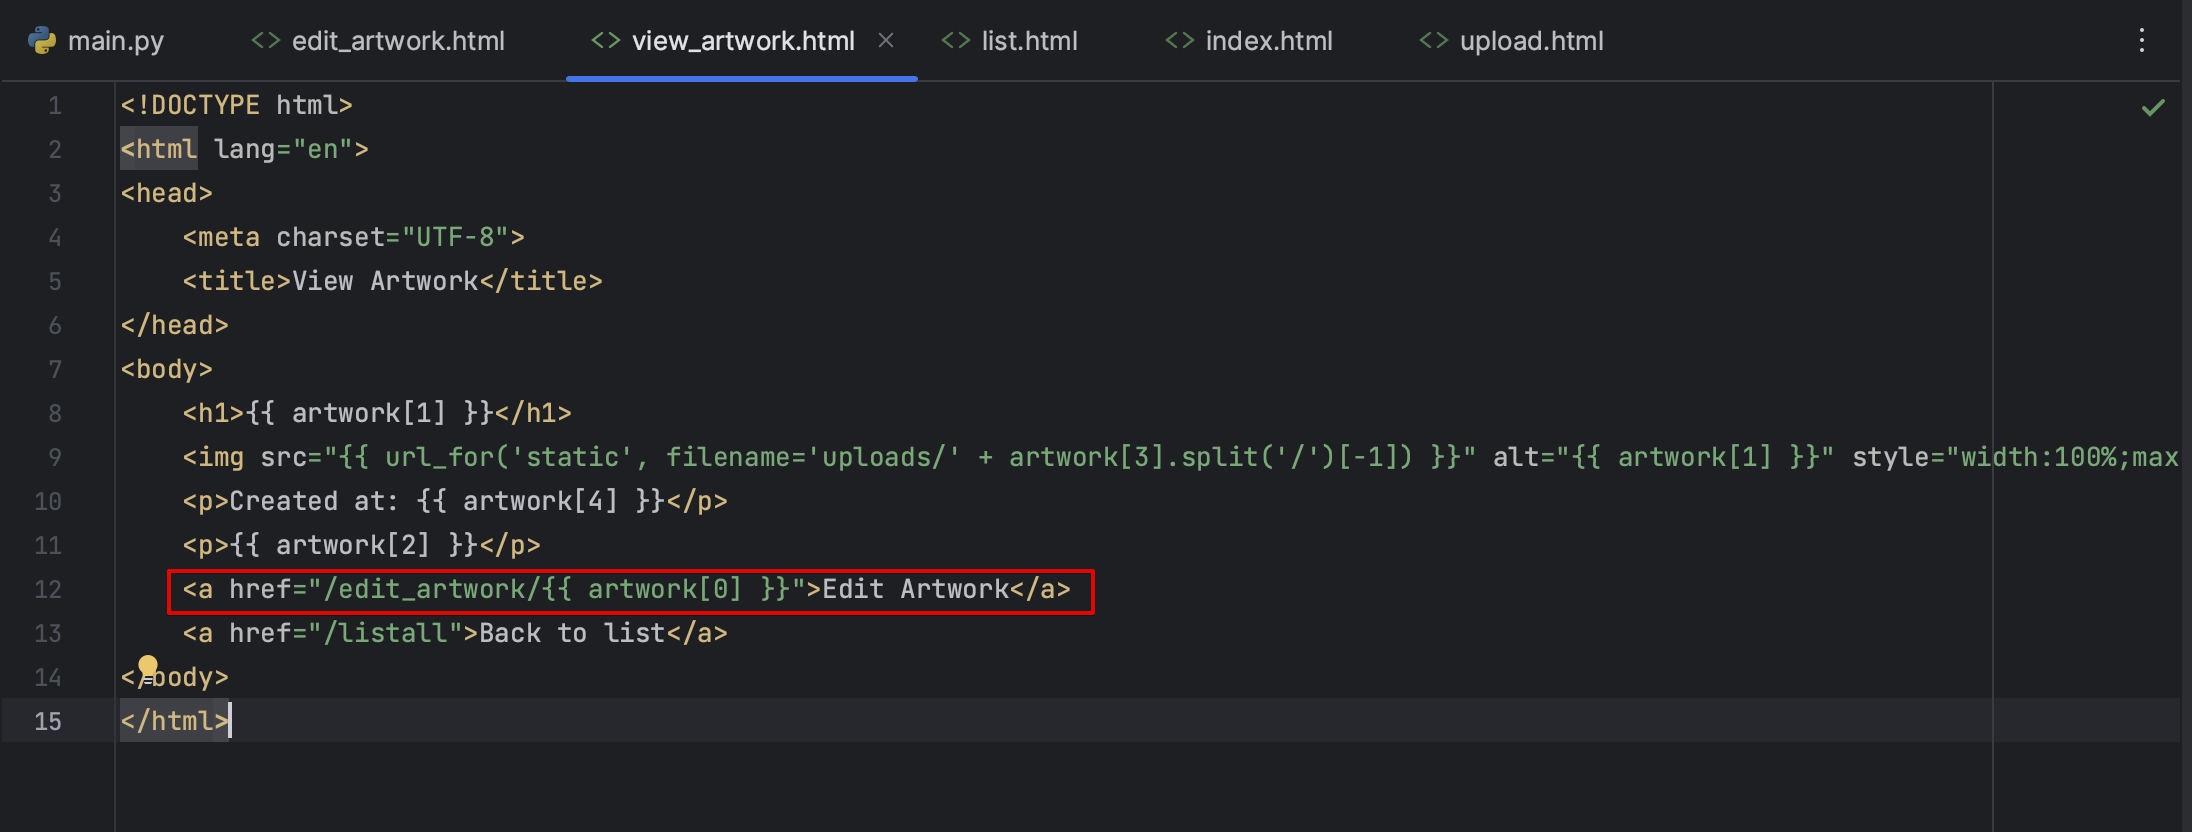 main.py edit_artwork.html view_artwork.html list.html index.html upload.html
1 <!DOCTYPE html>
2 <html lang="en">
3 <head>
4     <meta charset="UTF-8">
5     <title>View Artwork</title>
6 </head>
7 <body>
8     <h1>{{ artwork[1] }}</h1>
9     <img src="{{ url_for('static', filename='uploads/' + artwork[3].split('/')[-1]) }}" alt="{{ artwork[1] }}" style="width:100%;max
10     <p>Created at: {{ artwork[4] }}</p>
11     <p>{{ artwork[2] }}</p>
12     <a href="/edit_artwork/{{ artwork[0] }}">Edit Artwork</a>
13     <a href="/listall">Back to list</a>
14 </body>
15 </html>